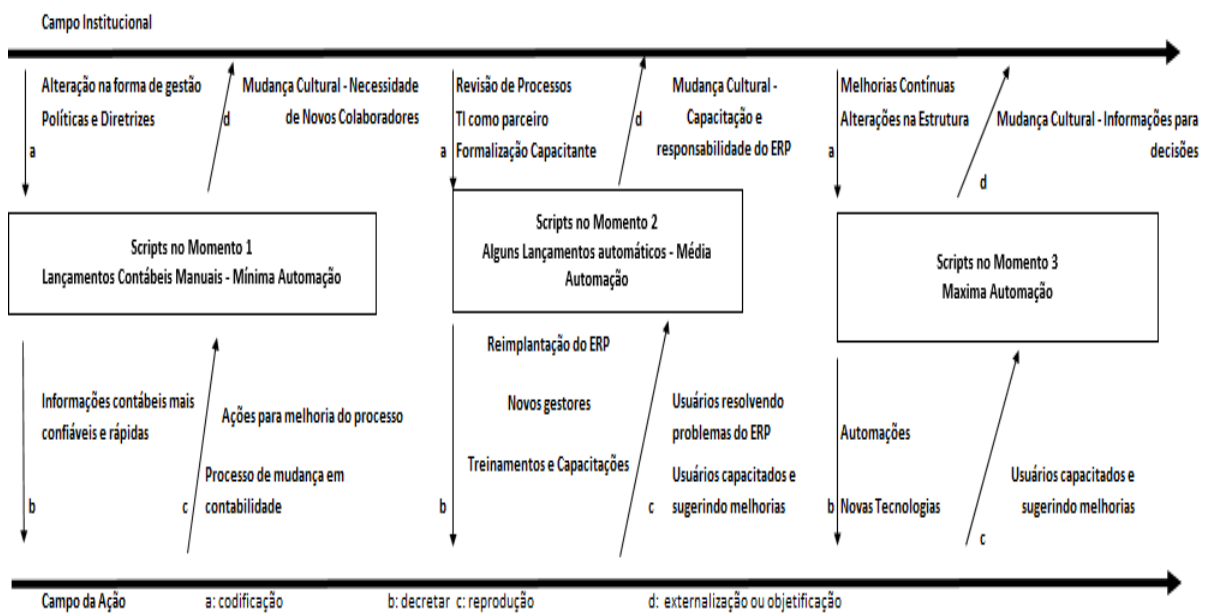 Campo Institucional
Alteração na forma de gestão
Políticas e Diretrizes
a
Mudança Cultural - Necessidade
de Novos Colaboradores
d
Revisão de Processos
TI como parceiro
a Formalização Capacitante
Mudança Cultural -
Capacitação e
responsabilidade do ERP
d
Melhorias Contínuas
Alterações na Estrutura
a
Mudança Cultural - Informações para
decisões
d
Scripts no Momento 1
Lançamentos Contábeis Manuais - Mínima Automação
Scripts no Momento 2
Alguns Lançamentos automáticos - Média
Automação
Scripts no Momento 3
Maxima Automação
Informações contábeis mais
confiáveis e rápidas
b
Ações para melhoria do processo
Processo de mudança em
c contabilidade
Reimplantação do ERP
Novos gestores
Treinamentos e Capacitações
b
Usuários resolvendo
problemas do ERP
Usuários capacitados e
c sugerindo melhorias
Automações
b Novas Tecnologias
Usuários capacitados e
sugerindo melhorias
c
Campo da Ação a: codificação b: decretar c: reprodução d: externalização ou objetificação